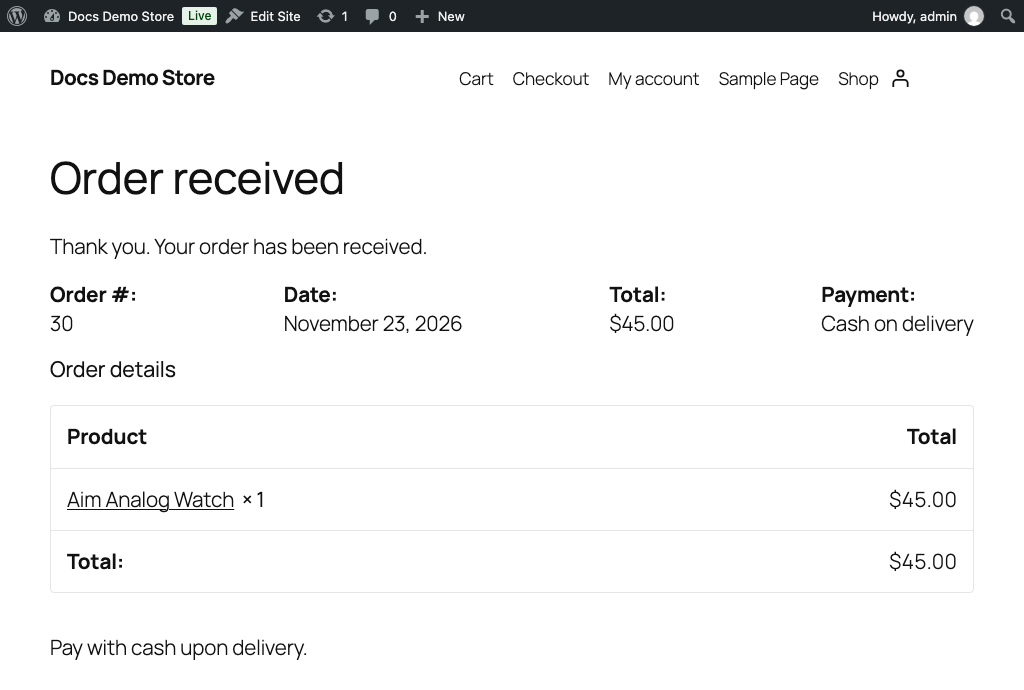 Docs Demo Store Live Edit Site 1 0 New Howdy, admin
Docs Demo Store Cart Checkout My account Sample Page Shop
Order received
Thank you. Your order has been received.
Order #: Date: Total: Payment:
30 November 23, 2026 $45.00 Cash on delivery
Order details
Product Total
Aim Analog Watch × 1 $45.00
Total: $45.00
Pay with cash upon delivery.